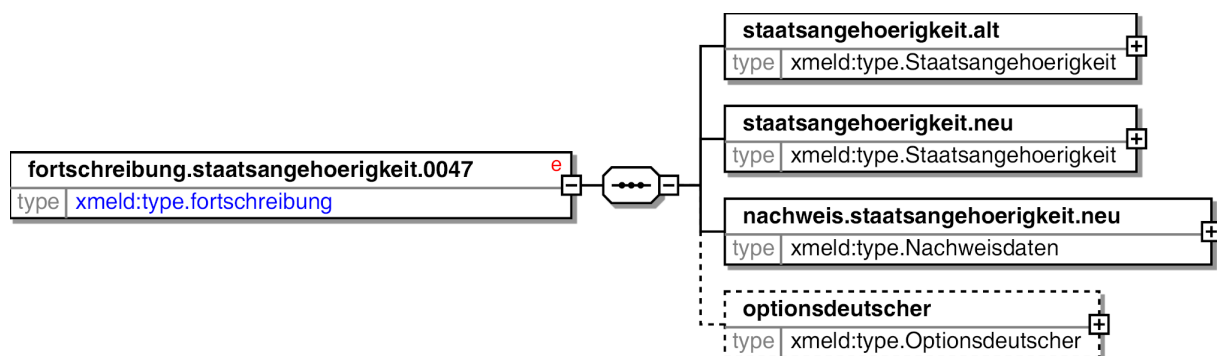 staatsangehoerigkeit.alt
type xmeld:type.Staatsangehoerigkeit
staatsangehoerigkeit.neu
type xmeld:type.Staatsangehoerigkeit
fortschreibung.staatsangehoerigkeit.0047 e
type xmeld:type.fortschreibung
nachweis.staatsangehoerigkeit.neu
type xmeld:type.Nachweisdaten
optionsdeutscher
type xmeld:type.Optionsdeutscher